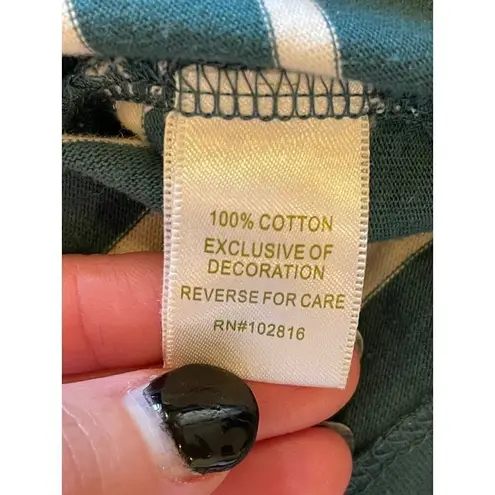 100% COTTON
EXCLUSIVE OF
DECORATION
REVERSE FOR CARE
RN#102816